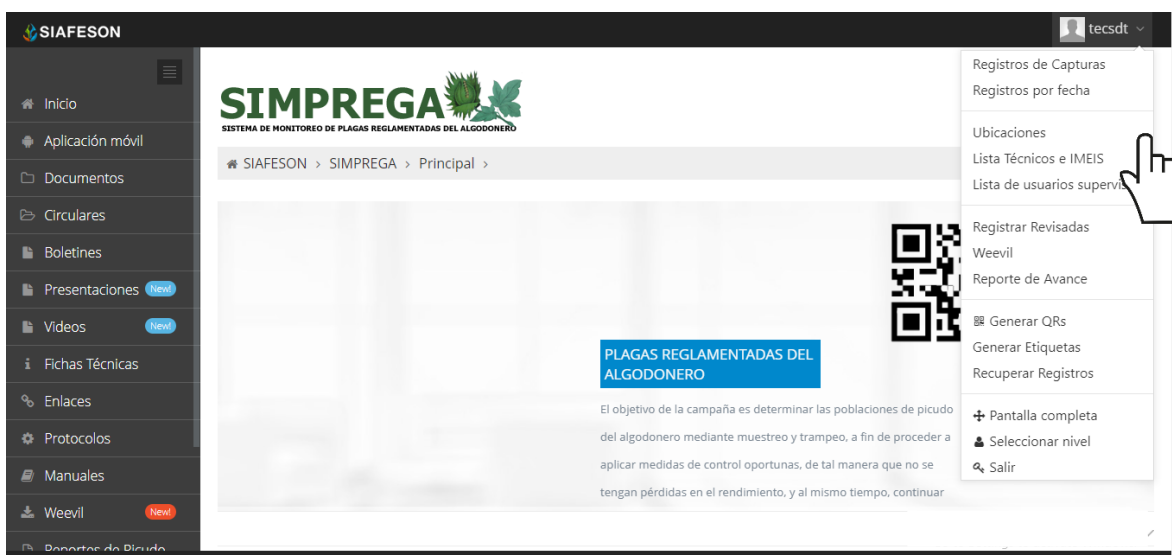 SIAFESON
tecsdt
Inicio
Aplicación móvil
Documentos
Circulares
Boletines
Presentaciones New!
Videos New!
Fichas Técnicas
Enlaces
Protocolos
Manuales
Weevil New!
Reportes de Picudo
SIMPREGA
SISTEMA DE MONITOREO DE PLAGAS REGLAMENTADAS DEL ALGODONERO
SIAFESON > SIMPREGA > Principal >
PLAGAS REGLAMENTADAS DEL
ALGODONERO
El objetivo de la campaña es determinar las poblaciones de picudo
del algodonero mediante muestreo y trampeo, a fin de proceder a
aplicar medidas de control oportunas, de tal manera que no se
tengan pérdidas en el rendimiento, y al mismo tiempo, continuar
Registros de Capturas
Registros por fecha
Ubicaciones
Lista Técnicos e IMEIS
Lista de usuarios
Registrar Revisadas
Weevil
Reporte de Avance
Generar QRs
Generar Etiquetas
Recuperar Registros
Pantalla completa
Seleccionar nivel
Salir